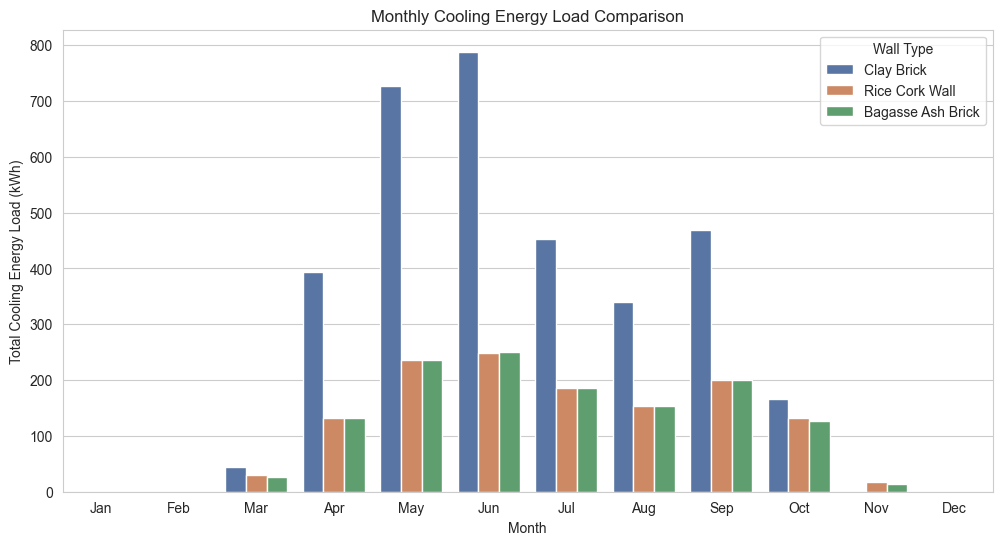 Monthly Cooling Energy Load Comparison
Wall Type
Clay Brick
Rice Cork Wall
Bagasse Ash Brick
Total Cooling Energy Load (kWh)
800
700
600
500
400
300
200
100
0
Jan Feb Mar Apr May Jun Jul Aug Sep Oct Nov Dec
Month